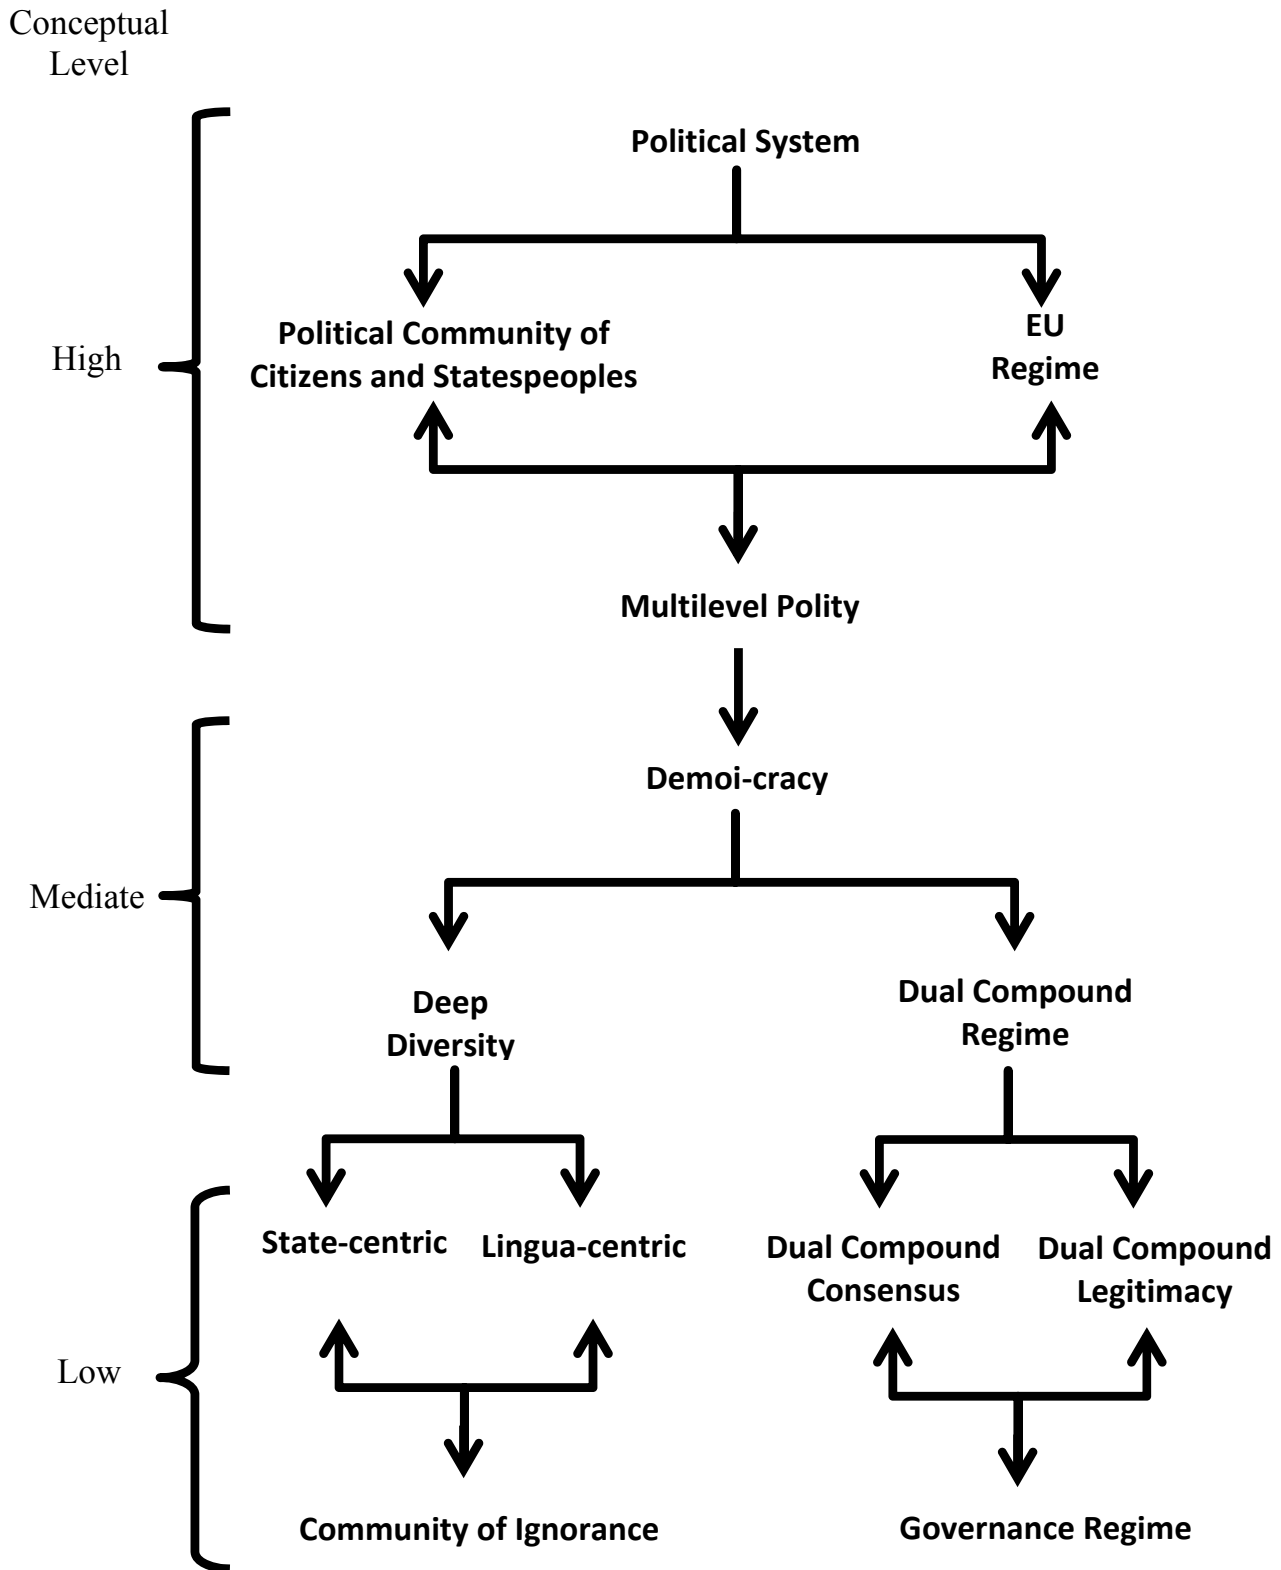 Conceptual
Level
Political System
High
Political Community of
Citizens and Statespeoples
EU
Regime
Multilevel Polity
Mediate
Demoi-cracy
Deep
Diversity
Dual Compound
Regime
Low
State-centric
Lingua-centric
Dual Compound
Consensus
Dual Compound
Legitimacy
Community of Ignorance
Governance Regime